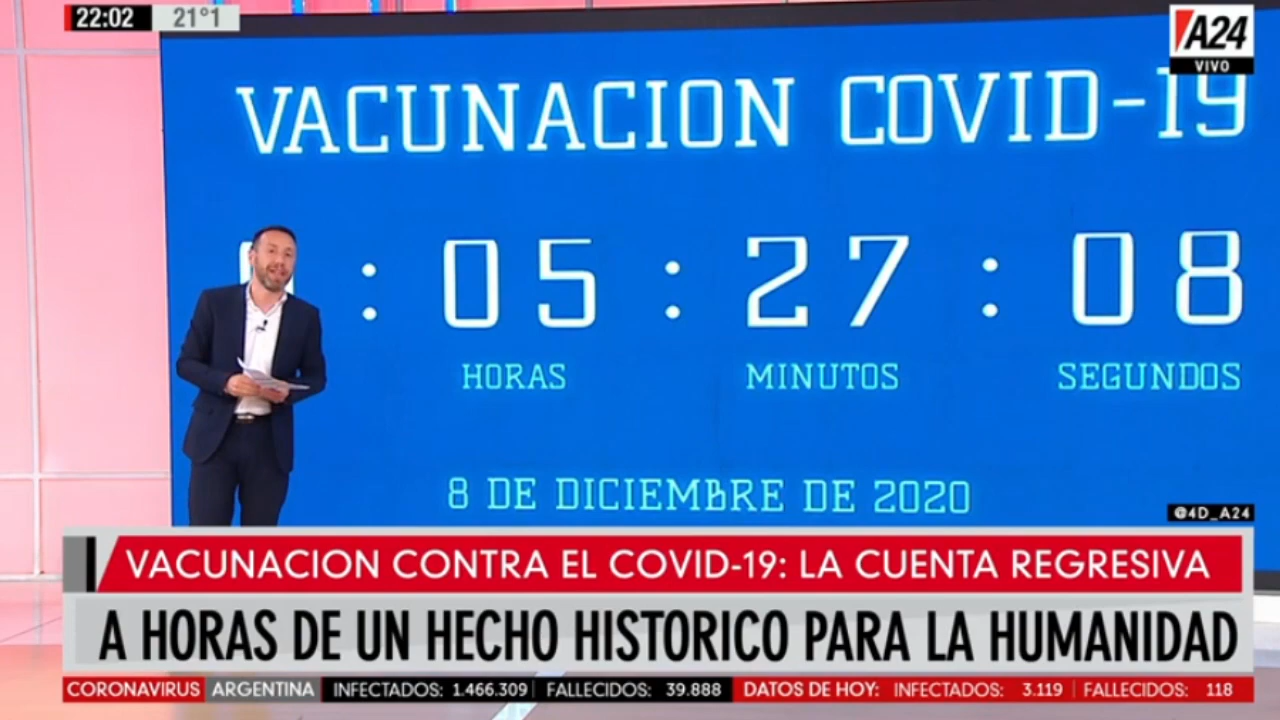 22:02 21°1
A24
VIVO
VACUNACION COVID-19
: 05 : 27 : 08
HORAS MINUTOS SEGUNDOS
8 DE DICIEMBRE DE 2020
@4D_A24
VACUNACION CONTRA EL COVID-19: LA CUENTA REGRESIVA
A HORAS DE UN HECHO HISTORICO PARA LA HUMANIDAD
CORONAVIRUS ARGENTINA INFECTADOS: 1.466.309 FALLECIDOS: 39.888 DATOS DE HOY: INFECTADOS: 3.119 FALLECIDOS: 118